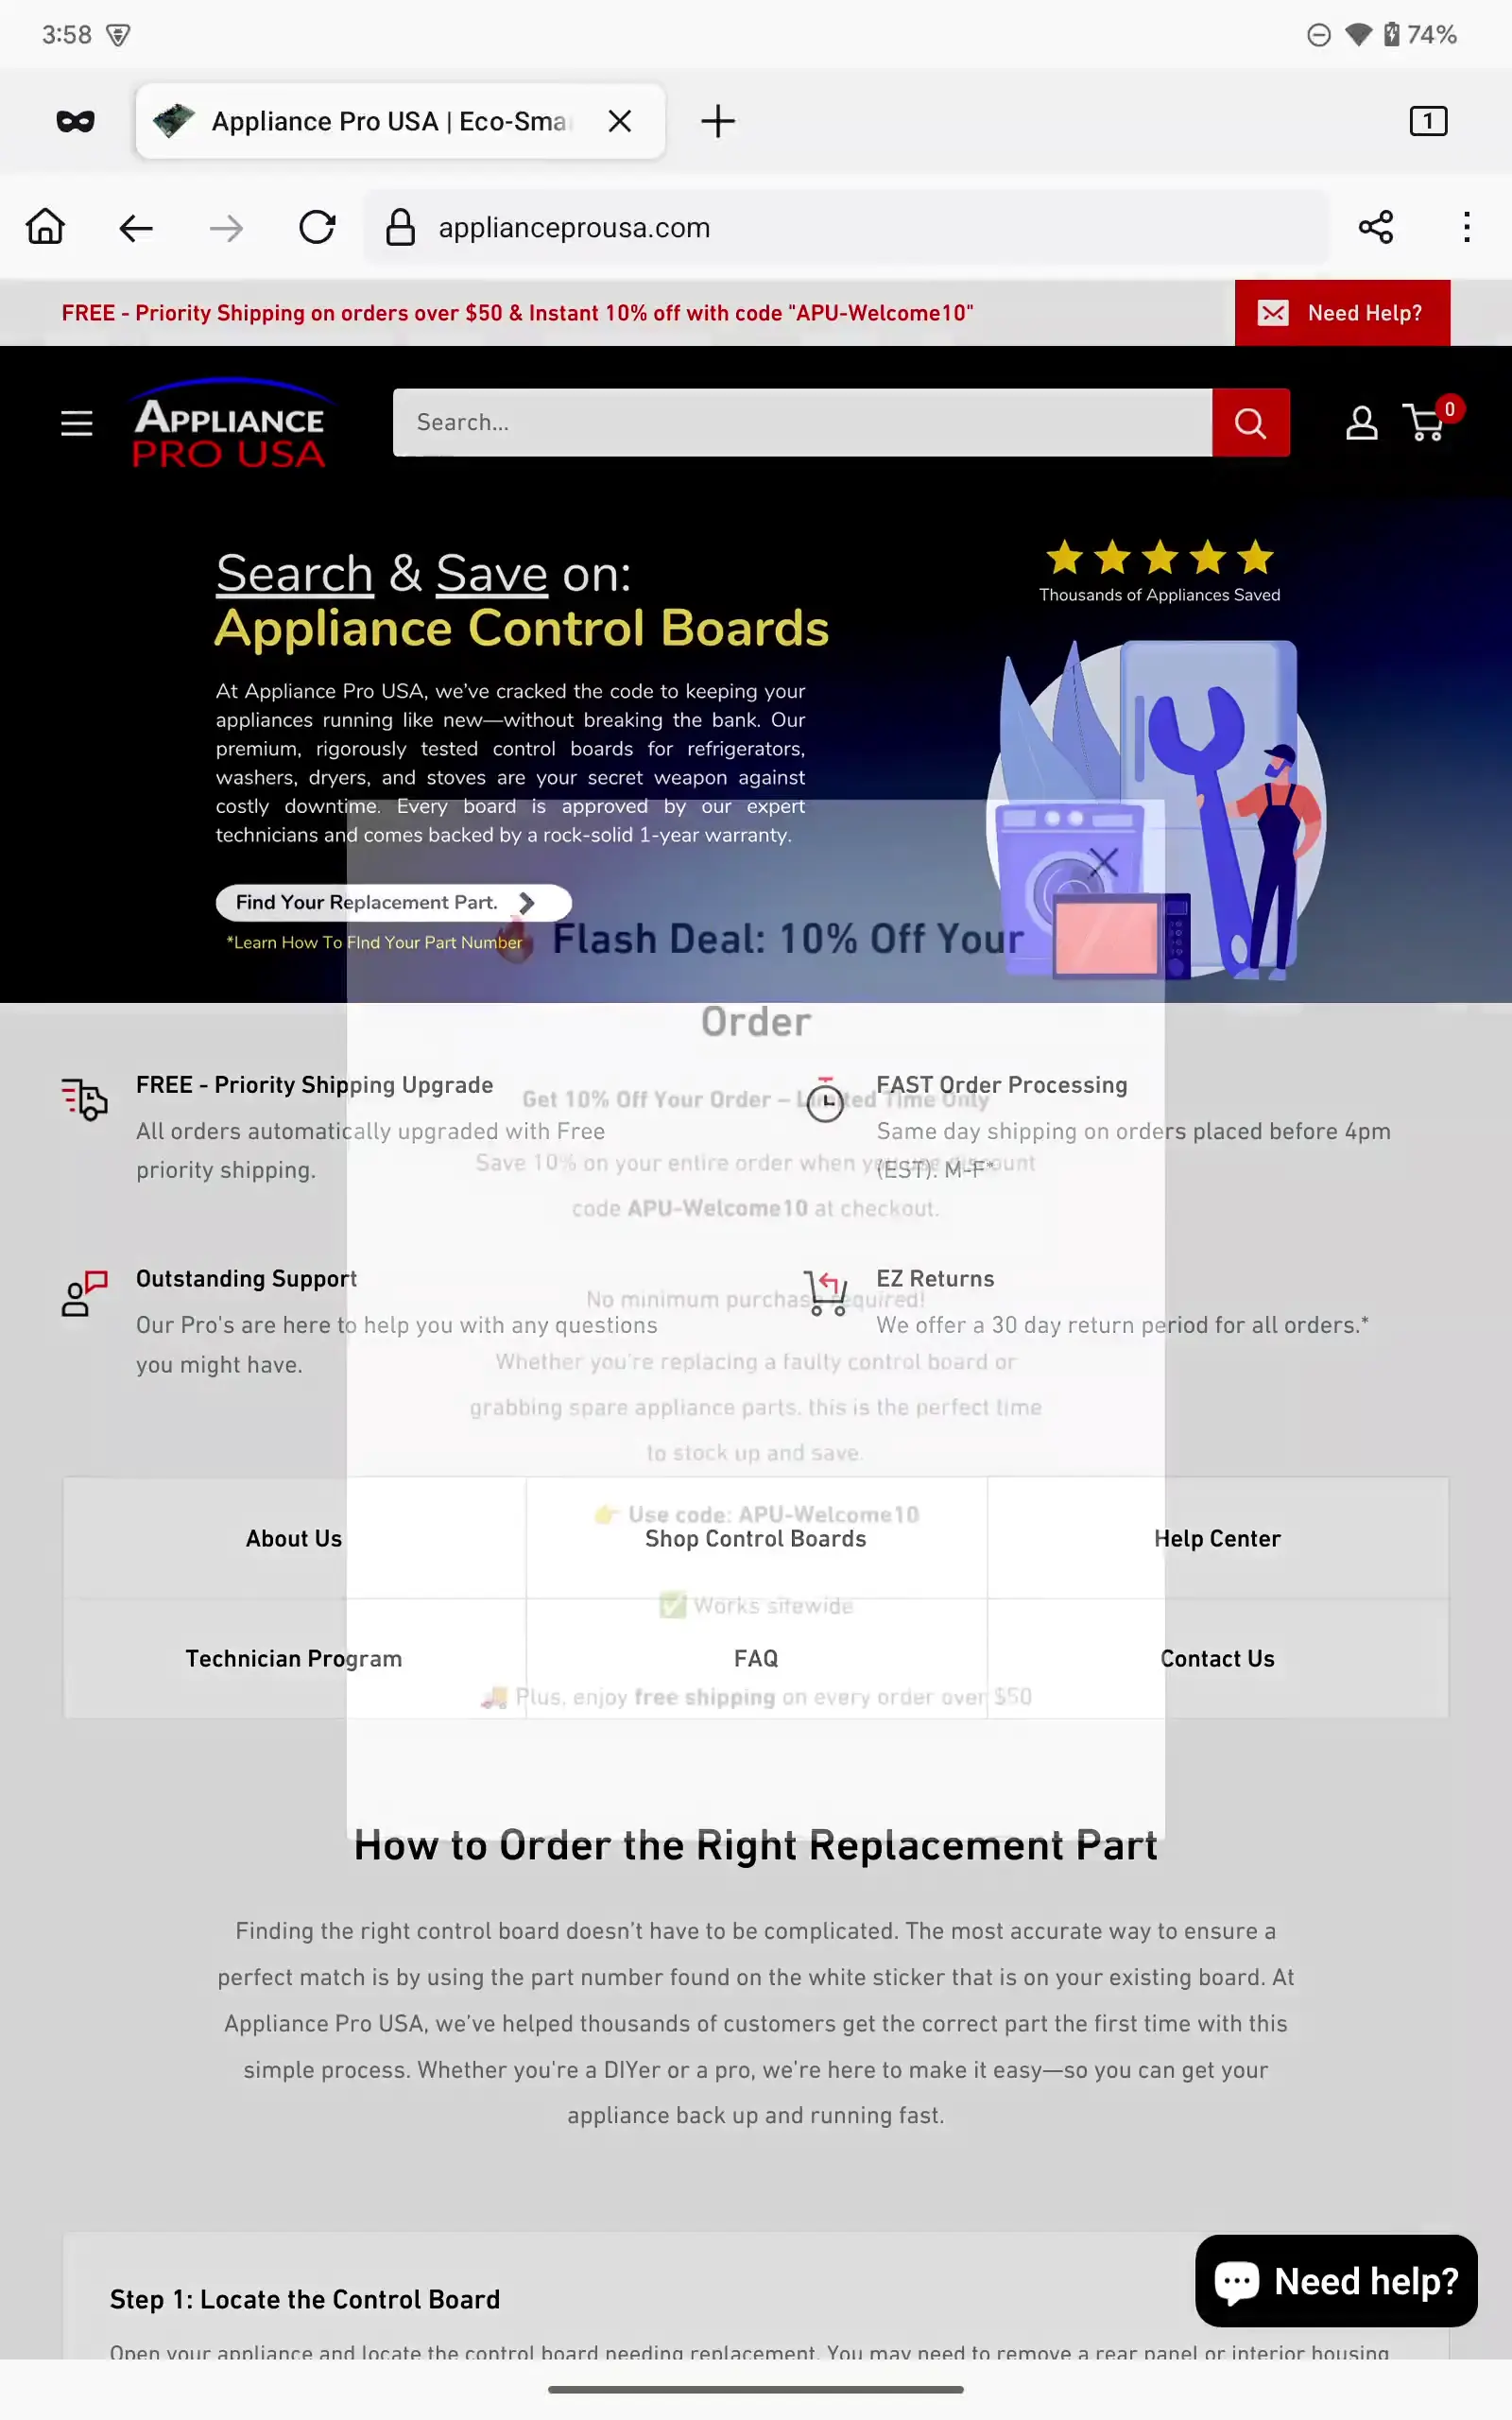 3:58
74%
Appliance Pro USA | Eco-Sma
1
applianceprousa.com
FREE - Priority Shipping on orders over $50 & Instant 10% off with code "APU-Welcome10"
Need Help?
APPLIANCE
PRO USA
Search...
0
Search & Save on:
Appliance Control Boards
Thousands of Appliances Saved
At Appliance Pro USA, we've cracked the code to keeping your
appliances running like new—without breaking the bank. Our
premium, rigorously tested control boards for refrigerators,
washers, dryers, and stoves are your secret weapon against
costly downtime. Every board is approved by our expert
technicians and comes backed by a rock-solid 1-year warranty.
Find Your Replacement Part.
*Learn How To FInd Your Part Number
🔥 Flash Deal: 10% Off Your
Order
Get 10% Off Your Order – Limited Time Only
Save 10% on your entire order when you use discount
code APU-Welcome10 at checkout.
No minimum purchase required!
Whether you're replacing a faulty control board or
grabbing spare appliance parts, this is the perfect time
to stock up and save.
👉 Use code: APU-Welcome10
✅ Works sitewide
🚚 Plus, enjoy free shipping on every order over $50
FREE - Priority Shipping Upgrade
All orders automatically upgraded with Free
priority shipping.
FAST Order Processing
Same day shipping on orders placed before 4pm
(EST). M-F*
Outstanding Support
Our Pro's are here to help you with any questions
you might have.
EZ Returns
We offer a 30 day return period for all orders.*
About Us
Shop Control Boards
Help Center
Technician Program
FAQ
Contact Us
How to Order the Right Replacement Part
Finding the right control board doesn't have to be complicated. The most accurate way to ensure a
perfect match is by using the part number found on the white sticker that is on your existing board. At
Appliance Pro USA, we've helped thousands of customers get the correct part the first time with this
simple process. Whether you're a DIYer or a pro, we're here to make it easy—so you can get your
appliance back up and running fast.
Step 1: Locate the Control Board
Open your appliance and locate the control board needing replacement. You may need to remove a rear panel or interior housing
Need help?